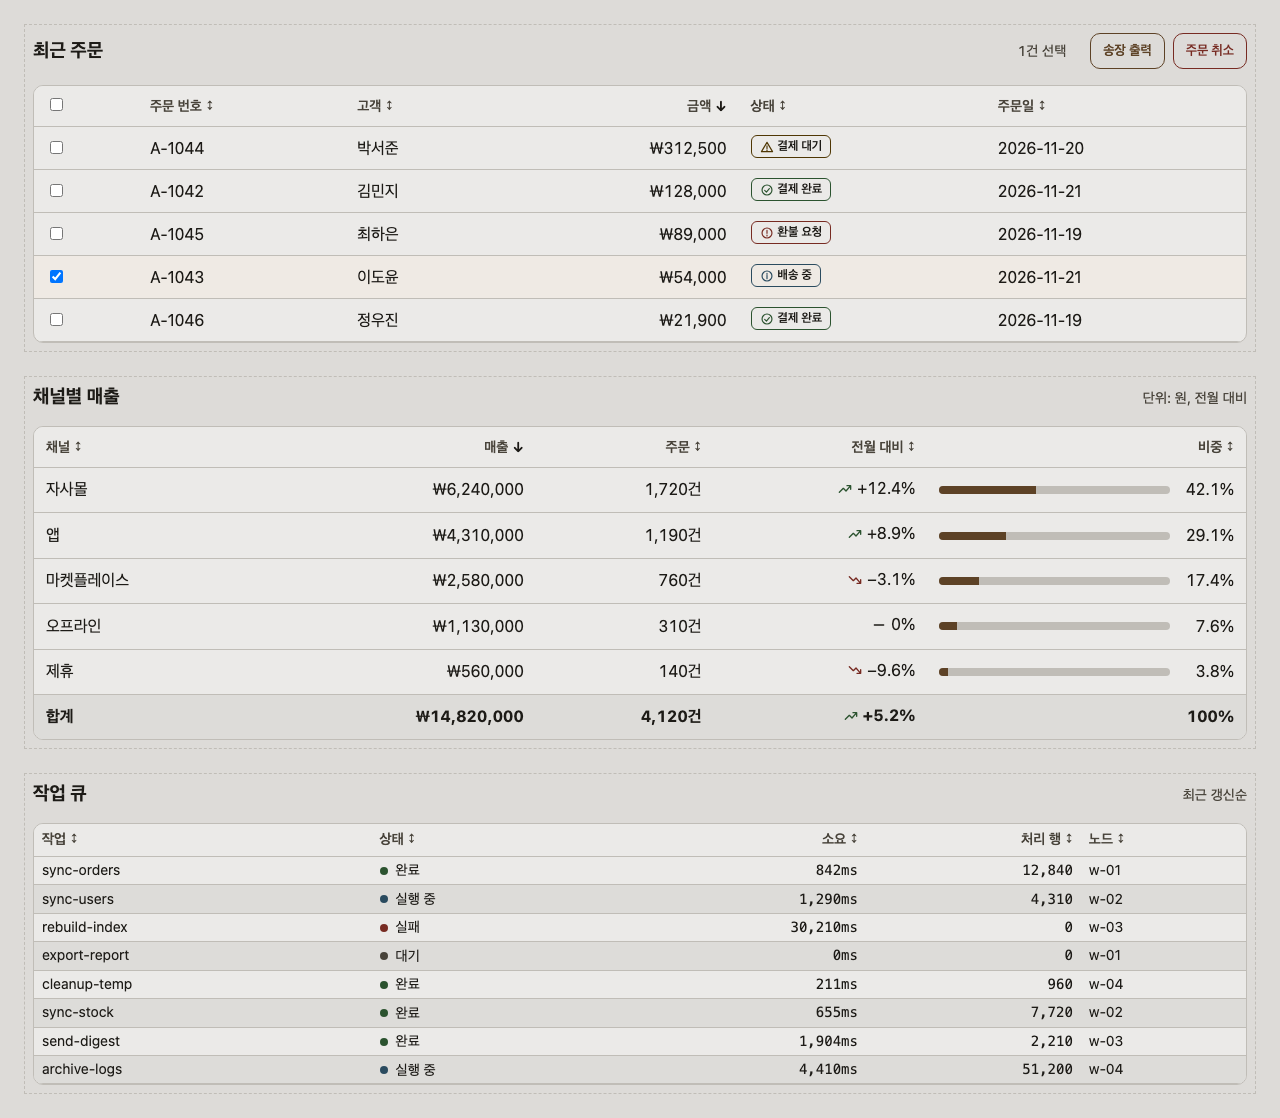 최근 주문
1건 선택 송장 출력 주문 취소
주문 번호 고객 금액 상태 주문일
A-1044 박서준 ₩312,500 결제 대기 2026-11-20
A-1042 김민지 ₩128,000 결제 완료 2026-11-21
A-1045 최하은 ₩89,000 환불 요청 2026-11-19
A-1043 이도윤 ₩54,000 배송 중 2026-11-21
A-1046 정우진 ₩21,900 결제 완료 2026-11-19
채널별 매출
단위: 원, 전월 대비
채널 매출 주문 전월 대비 비중
자사몰 ₩6,240,000 1,720건 +12.4% 42.1%
앱 ₩4,310,000 1,190건 +8.9% 29.1%
마켓플레이스 ₩2,580,000 760건 −3.1% 17.4%
오프라인 ₩1,130,000 310건 0% 7.6%
제휴 ₩560,000 140건 −9.6% 3.8%
합계 ₩14,820,000 4,120건 +5.2% 100%
작업 큐
최근 갱신순
작업 상태 소요 처리 행 노드
sync-orders 완료 842ms 12,840 w-01
sync-users 실행 중 1,290ms 4,310 w-02
rebuild-index 실패 30,210ms 0 w-03
export-report 대기 0ms 0 w-01
cleanup-temp 완료 211ms 960 w-04
sync-stock 완료 655ms 7,720 w-02
send-digest 완료 1,904ms 2,210 w-03
archive-logs 실행 중 4,410ms 51,200 w-04